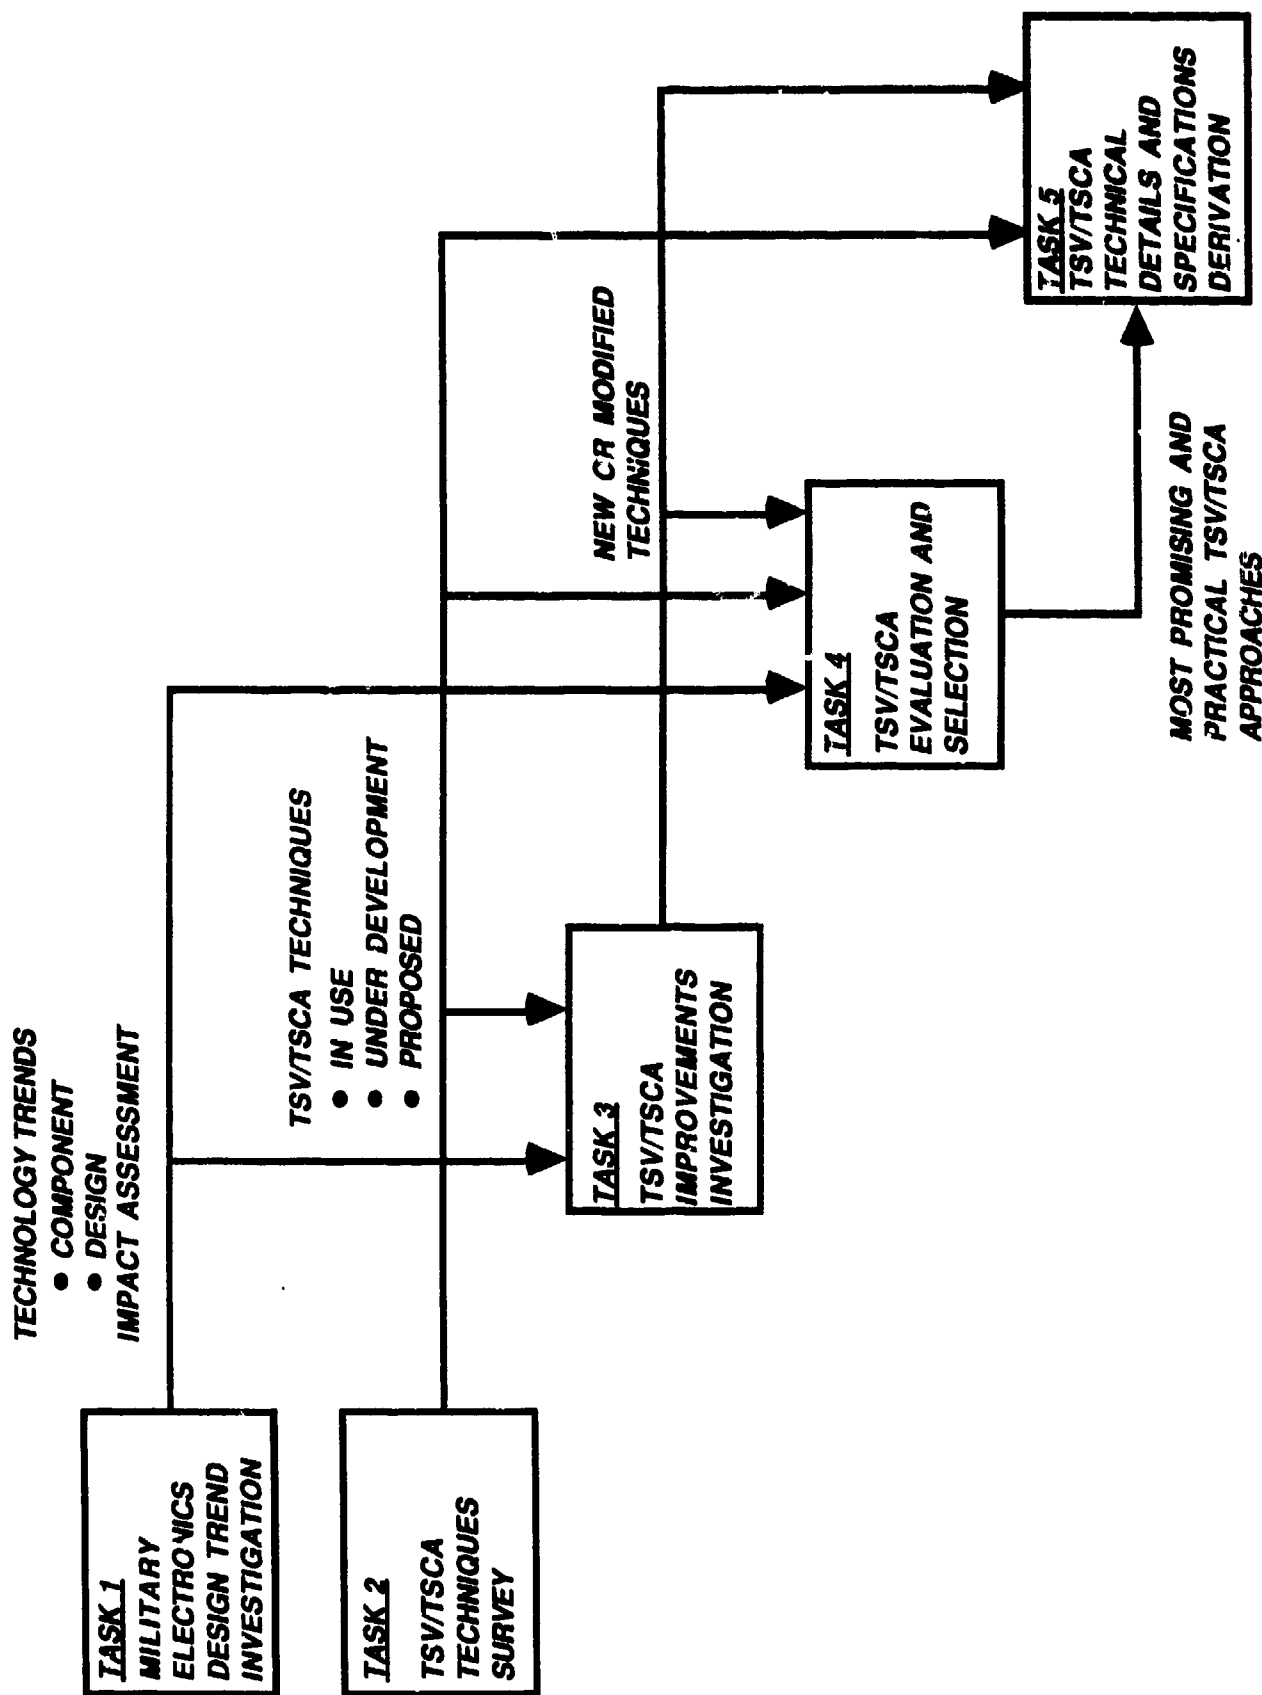 TASK 1
MILITARY
ELECTRONICS
DESIGN TREND
INVESTIGATION
TECHNOLOGY TRENDS
● COMPONENT
● DESIGN
IMPACT ASSESSMENT
TASK 2
TSV/TSCA
TECHNIQUES
SURVEY
TSV/TSCA TECHNIQUES
● IN USE
● UNDER DEVELOPMENT
● PROPOSED
TASK 3
TSV/TSCA
IMPROVEMENTS
INVESTIGATION
NEW CR MODIFIED
TECHNIQUES
TASK 4
TSV/TSCA
EVALUATION AND
SELECTION
MOST PROMISING AND
PRACTICAL TSV/TSCA
APPROACHES
TASK 5
TSV/TSCA
TECHNICAL
DETAILS AND
SPECIFICATIONS
DERIVATION